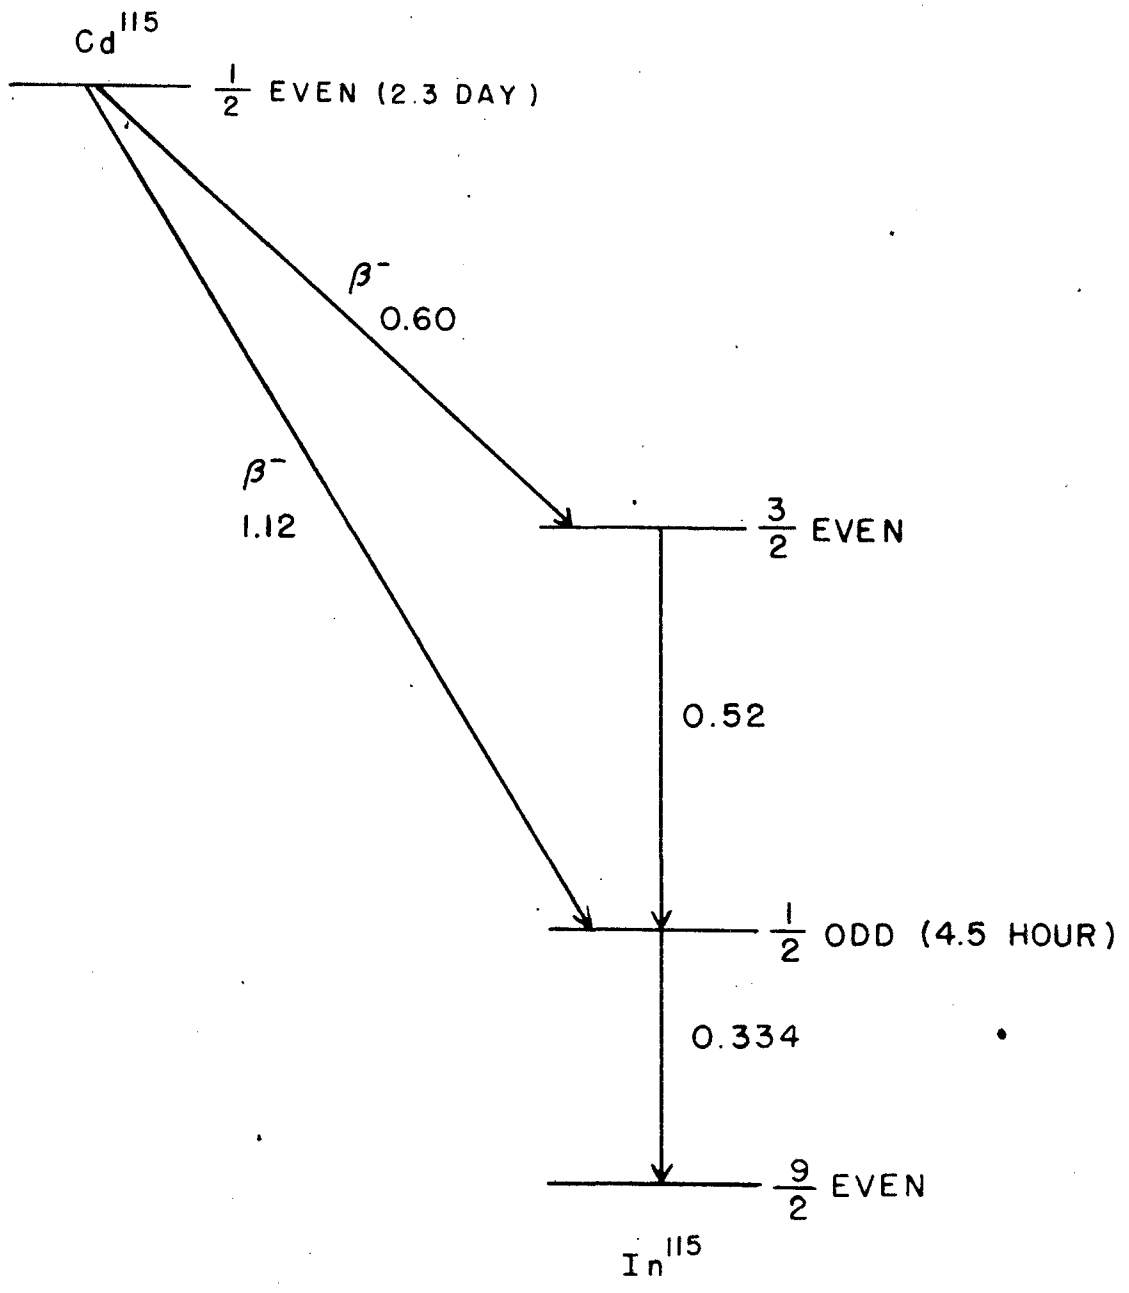 Cd¹¹⁵
1/2 EVEN (2.3 DAY)
β⁻
0.60
β⁻
1.12
3/2 EVEN
0.52
1/2 ODD (4.5 HOUR)
0.334
9/2 EVEN
In¹¹⁵